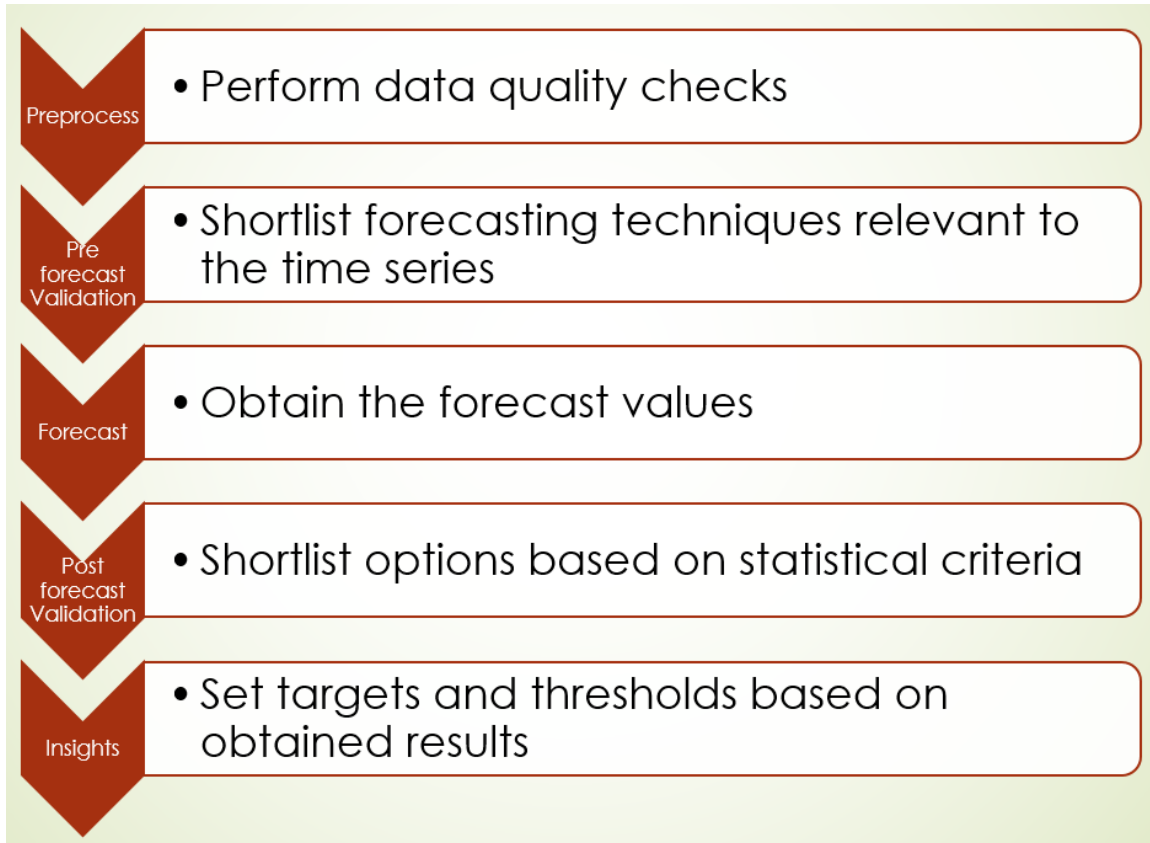 Preprocess
• Perform data quality checks
Pre
forecast
Validation
• Shortlist forecasting techniques relevant to
the time series
Forecast
• Obtain the forecast values
Post
forecast
Validation
• Shortlist options based on statistical criteria
Insights
• Set targets and thresholds based on
obtained results